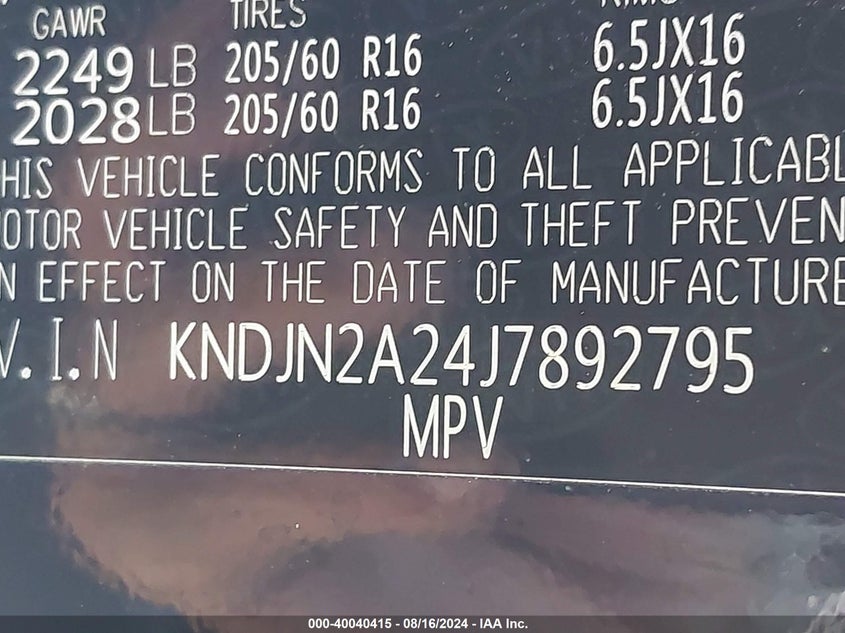 GAWR TIRES
2249 LB 205/60 R16 6.5JX16
2028 LB 205/60 R16 6.5JX16
HIS VEHICLE CONFORMS TO ALL APPLICABL
OTOR VEHICLE SAFETY AND THEFT PREVEN
N EFFECT ON THE DATE OF MANUFACTURE
V.I.N KNDJN2A24J7892795
MPV
000-40040415 - 08/16/2024 - IAA Inc.